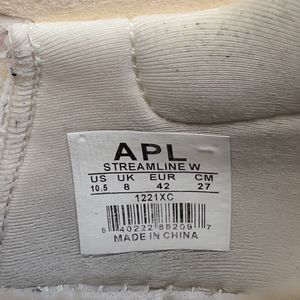 APL
STREAMLINE W
US UK EUR CM
10.5 8 42 27
1221XC
8 40222 88209 7
MADE IN CHINA